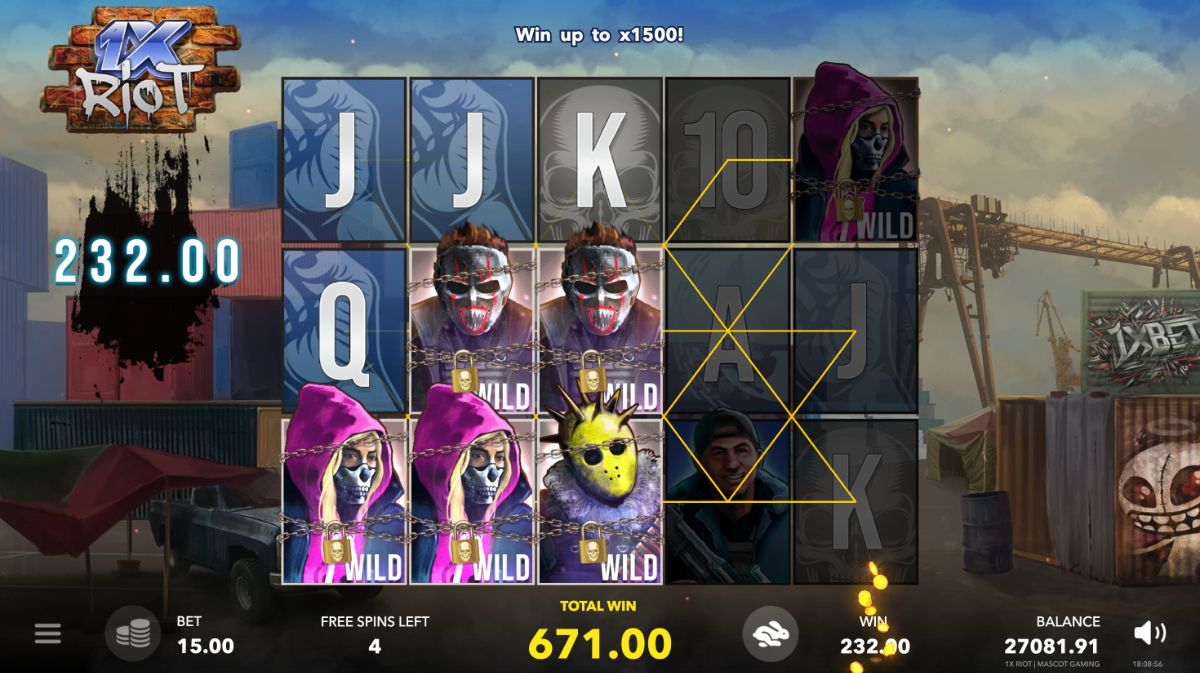 1X
RIOT
Win up to x1500!
J
J
K
10
WILD
232.00
Q
WILD
WILD
A
J
1XBET
WILD
WILD
WILD
K
BET
15.00
FREE SPINS LEFT
4
TOTAL WIN
671.00
WIN
232.00
BALANCE
27081.91
1X RIOT | MASCOT GAMING
18:08:56